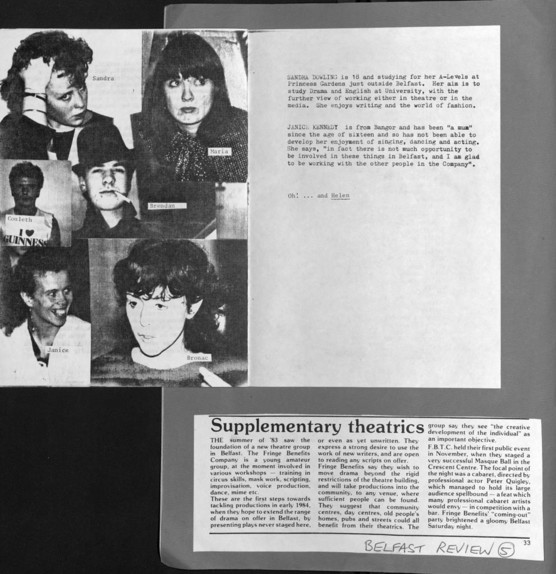 Sandra
Maria
Brendan
Conleth
I ♥
GUINNESS
Janice
Bronac
SANDRA DOWLING is 18 and studying for her A-Levels at
Princess Gardens just outside Belfast. Her aim is to
study Drama and English at University, with the
further view of working either in theatre or in the
media. She enjoys writing and the world of fashion.
JANICE KENNEDY is from Bangor and has been "a mum"
since the age of sixteen and so has not been able to
develop her enjoyment of singing, dancing and acting.
She says, "in fact there is not much opportunity to
be involved in these things in Belfast, and I am glad
to be working with the other people in the Company".
Oh! ... and Helen
Supplementary theatrics
THE summer of '83 saw the
foundation of a new theatre group
in Belfast. The Fringe Benefits
Company is a young amateur
group, at the moment involved in
various workshops — training in
circus skills, mask work, scripting,
improvisation, voice production,
dance, mime etc.
These are the first steps towards
tackling productions in early 1984,
when they hope to extend the range
of drama on offer in Belfast, by
presenting plays never staged here,
or even as yet unwritten. They
express a strong desire to use the
work of new writers, and are open
to reading any scripts on offer.
Fringe Benefits say they wish to
move drama beyond the rigid
restrictions of the theatre building,
and will take productions into the
community, to any venue, where
sufficient people can be found.
They suggest that community
centres, day centres, old people's
homes, pubs and streets could all
benefit from their theatrics. The
group say they see "the creative
development of the individual" as
an important objective.
F.B.T.C. held their first public event
in November, when they staged a
very successful Masque Ball in the
Crescent Centre. The focal point of
the night was a cabaret, directed by
professional actor Peter Quigley,
which managed to hold its large
audience spellbound — a feat which
many professional cabaret artists
would envy — in competition with a
bar. Fringe Benefits' "coming-out"
party brightened a gloomy Belfast
Saturday night.
33
BELFAST REVIEW 5